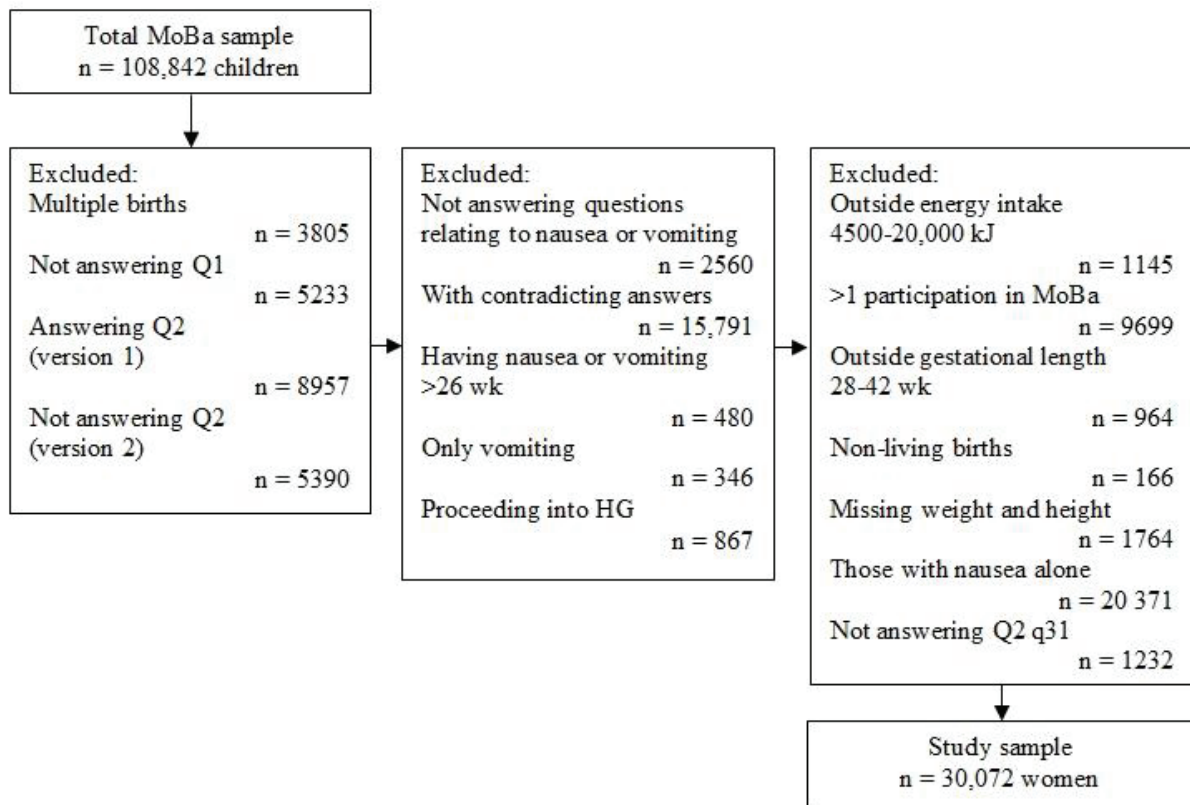 Total MoBa sample
n = 108,842 children
Excluded:
Multiple births
n = 3805
Not answering Q1
n = 5233
Answering Q2
(version 1)
n = 8957
Not answering Q2
(version 2)
n = 5390
Excluded:
Not answering questions
relating to nausea or vomiting
n = 2560
With contradicting answers
n = 15,791
Having nausea or vomiting
>26 wk
n = 480
Only vomiting
n = 346
Proceeding into HG
n = 867
Excluded:
Outside energy intake
4500-20,000 kJ
n = 1145
>1 participation in MoBa
n = 9699
Outside gestational length
28-42 wk
n = 964
Non-living births
n = 166
Missing weight and height
n = 1764
Those with nausea alone
n = 20 371
Not answering Q2 q31
n = 1232
Study sample
n = 30,072 women